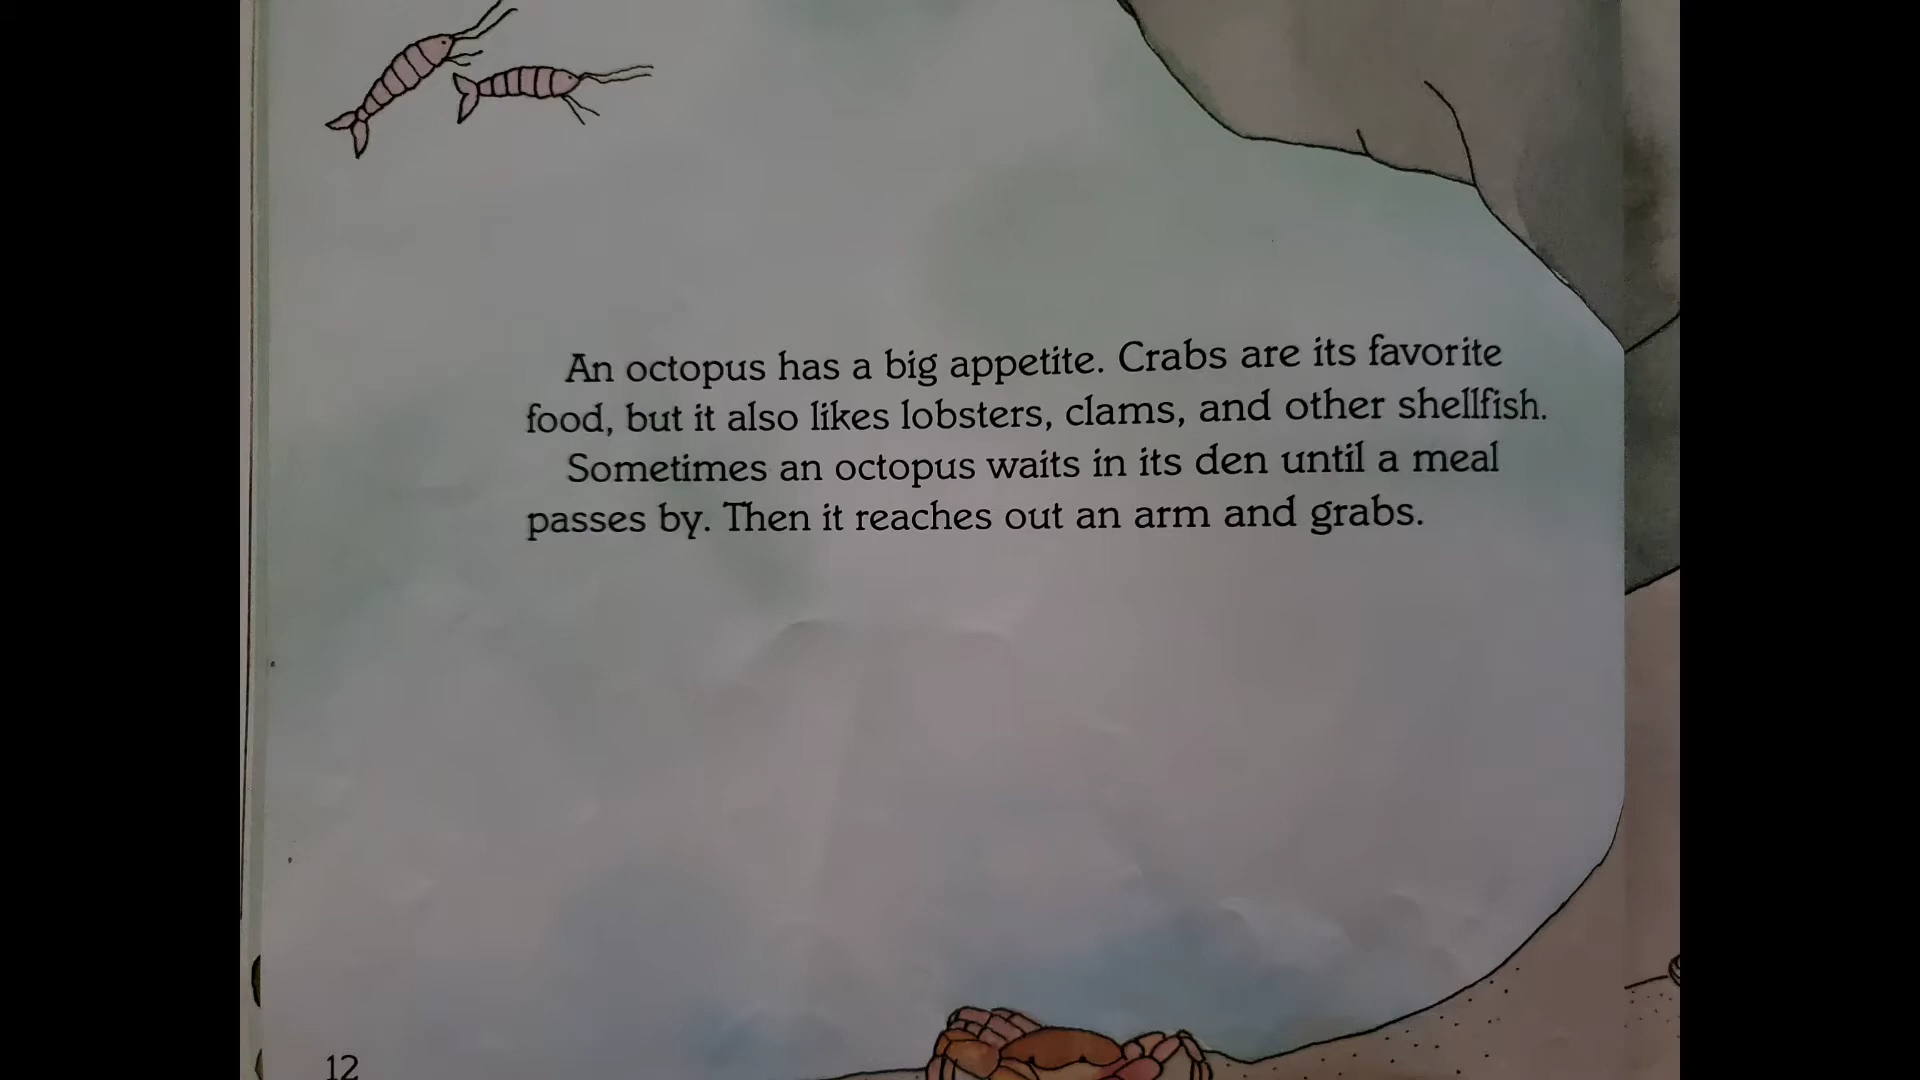 An octopus has a big appetite. Crabs are its favorite
food, but it also likes lobsters, clams, and other shellfish.
Sometimes an octopus waits in its den until a meal
passes by. Then it reaches out an arm and grabs.
12